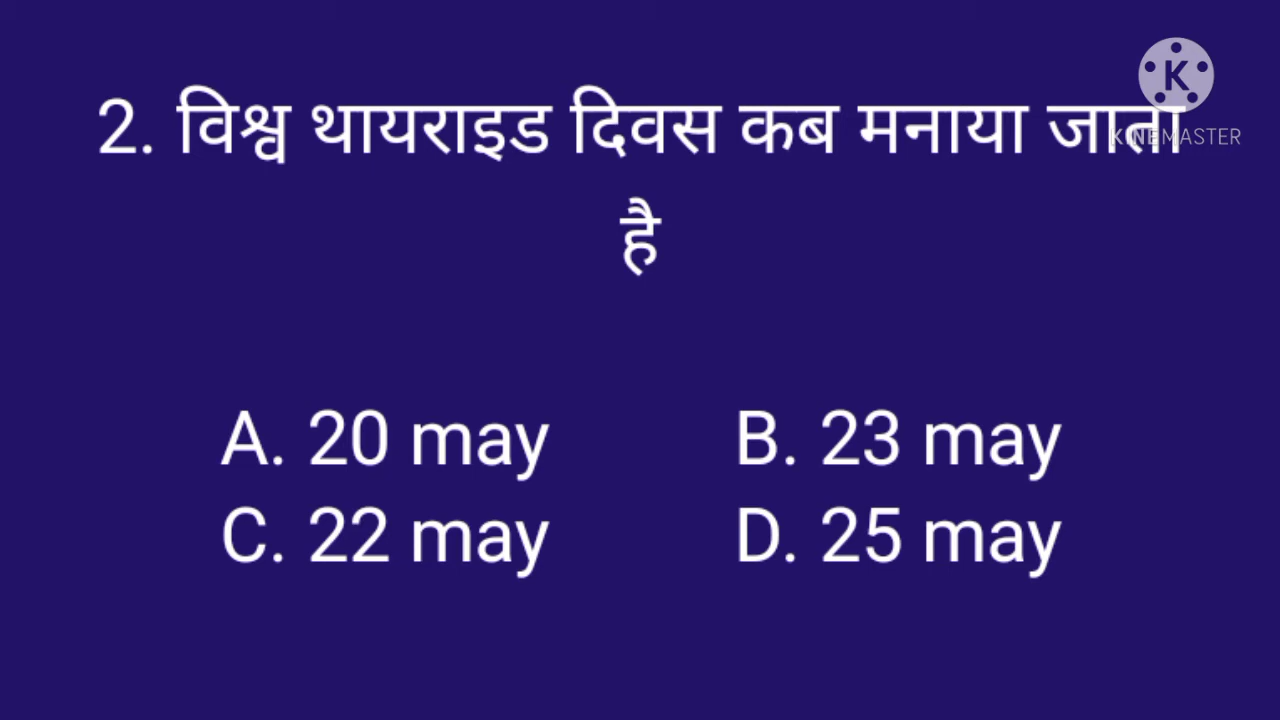 2. विश्व थायराइड दिवस कब मनाया जाता
है
A. 20 may B. 23 may
C. 22 may D. 25 may
K
KINEMASTER